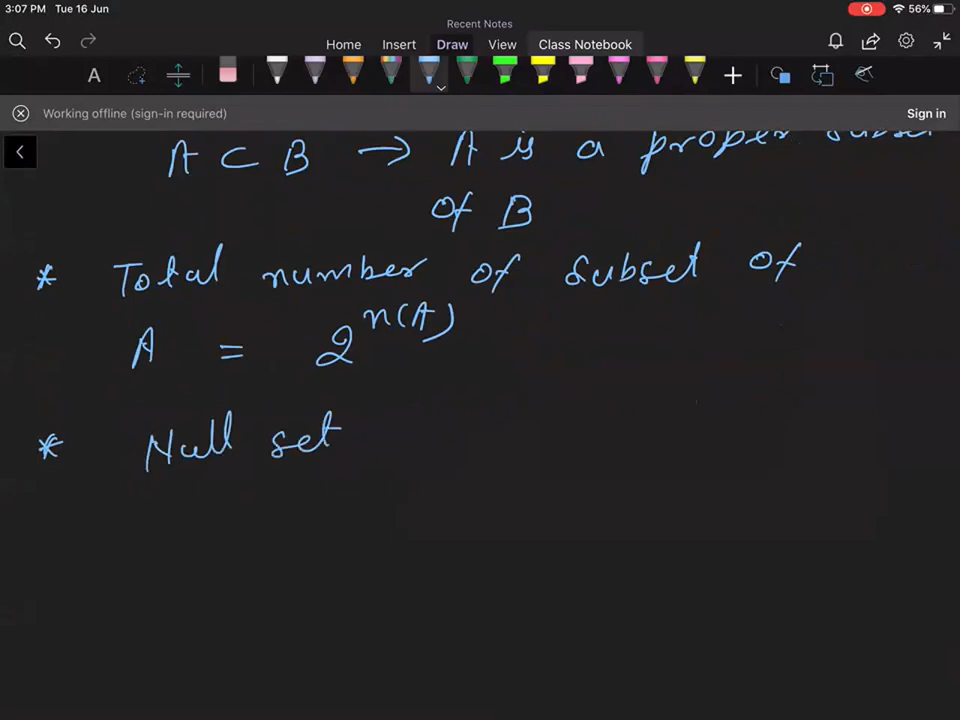 3:07 PM Tue 16 Jun
56%
Recent Notes
Home Insert Draw View Class Notebook
A
Working offline (sign-in required)
Sign in
A ⊂ B → A is a proper subset
of B
* Total number of subset of
A = 2^n(A)
* Null set